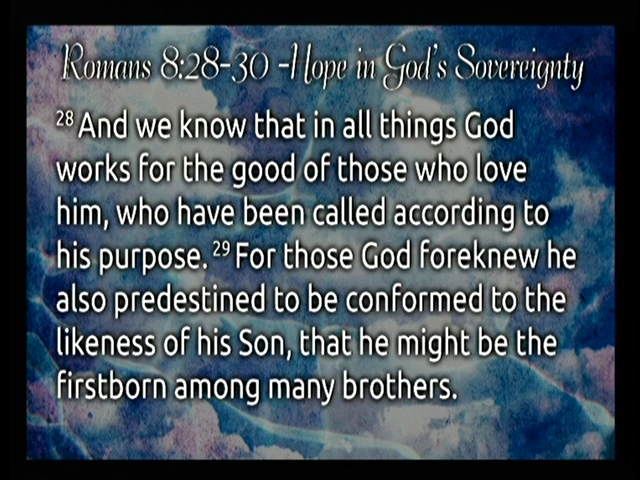 Romans 8:28-30 -Hope in God's Sovereignty
28 And we know that in all things God
works for the good of those who love
him, who have been called according to
his purpose. 29 For those God foreknew he
also predestined to be conformed to the
likeness of his Son, that he might be the
firstborn among many brothers.